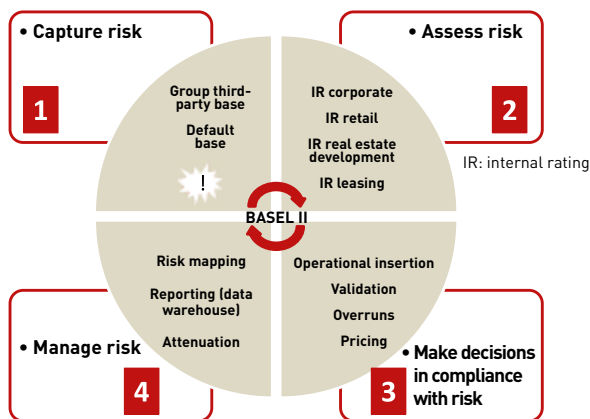 • Capture risk
1
Group third-
party base
Default
base
!
• Assess risk
2
IR corporate
IR retail
IR real estate
development
IR leasing
IR: internal rating
BASEL II
Risk mapping
Reporting (data
warehouse)
Attenuation
• Manage risk
4
Operational insertion
Validation
Overruns
Pricing
3
• Make decisions
in compliance
with risk